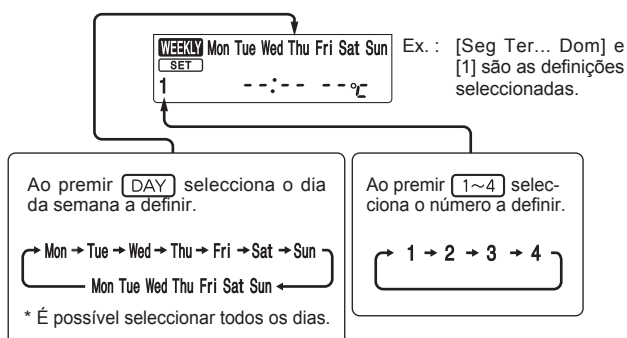 WEEKLY Mon Tue Wed Thu Fri Sat Sun
SET
1 --:-- --°C
Ex. : [Seg Ter... Dom] e
[1] são as definições
seleccionadas.
Ao premir DAY selecciona o dia
da semana a definir.
Mon → Tue → Wed → Thu → Fri → Sat → Sun
Mon Tue Wed Thu Fri Sat Sun ←
* É possível seleccionar todos os dias.
Ao premir 1~4 selec-
ciona o número a definir.
→ 1 → 2 → 3 → 4